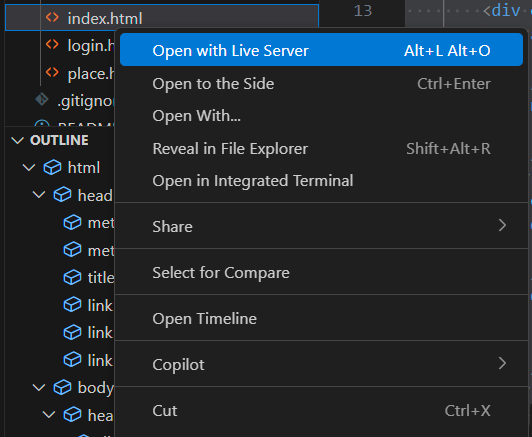 index.html
13
<div
login.h
place.h
.gitignor
Open with Live Server Alt+L Alt+O
Open to the Side Ctrl+Enter
Open With...
Reveal in File Explorer Shift+Alt+R
Open in Integrated Terminal
Share
Select for Compare
Open Timeline
Copilot
Cut Ctrl+X
OUTLINE
html
head
met
met
title
link
link
link
body
hea